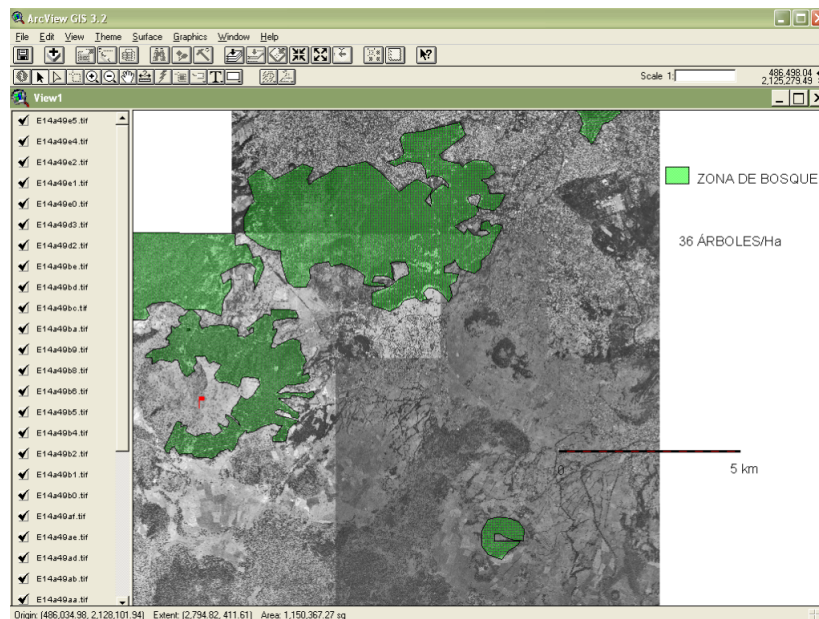 ArcView GIS 3.2
File Edit View Theme Surface Graphics Window Help
Scale 1: 486,498.04
2,125,279.49
View1
E14a49e5.tif
E14a49e4.tif
E14a49e2.tif
E14a49e1.tif
E14a49e0.tif
E14a49d3.tif
E14a49d2.tif
E14a49be.tif
E14a49bd.tif
E14a49bc.tif
E14a49ba.tif
E14a49b9.tif
E14a49b8.tif
E14a49b6.tif
E14a49b5.tif
E14a49b4.tif
E14a49b2.tif
E14a49b1.tif
E14a49b0.tif
E14a49af.tif
E14a49ae.tif
E14a49ad.tif
E14a49ab.tif
E14a49aa.tif
ZONA DE BOSQUE
36 ÁRBOLES/Ha
0 5 km
Origin: (486,034.98, 2,128,101.94) Extent: (2,794.82, 411.61) Area: 1,150,367.27 sq